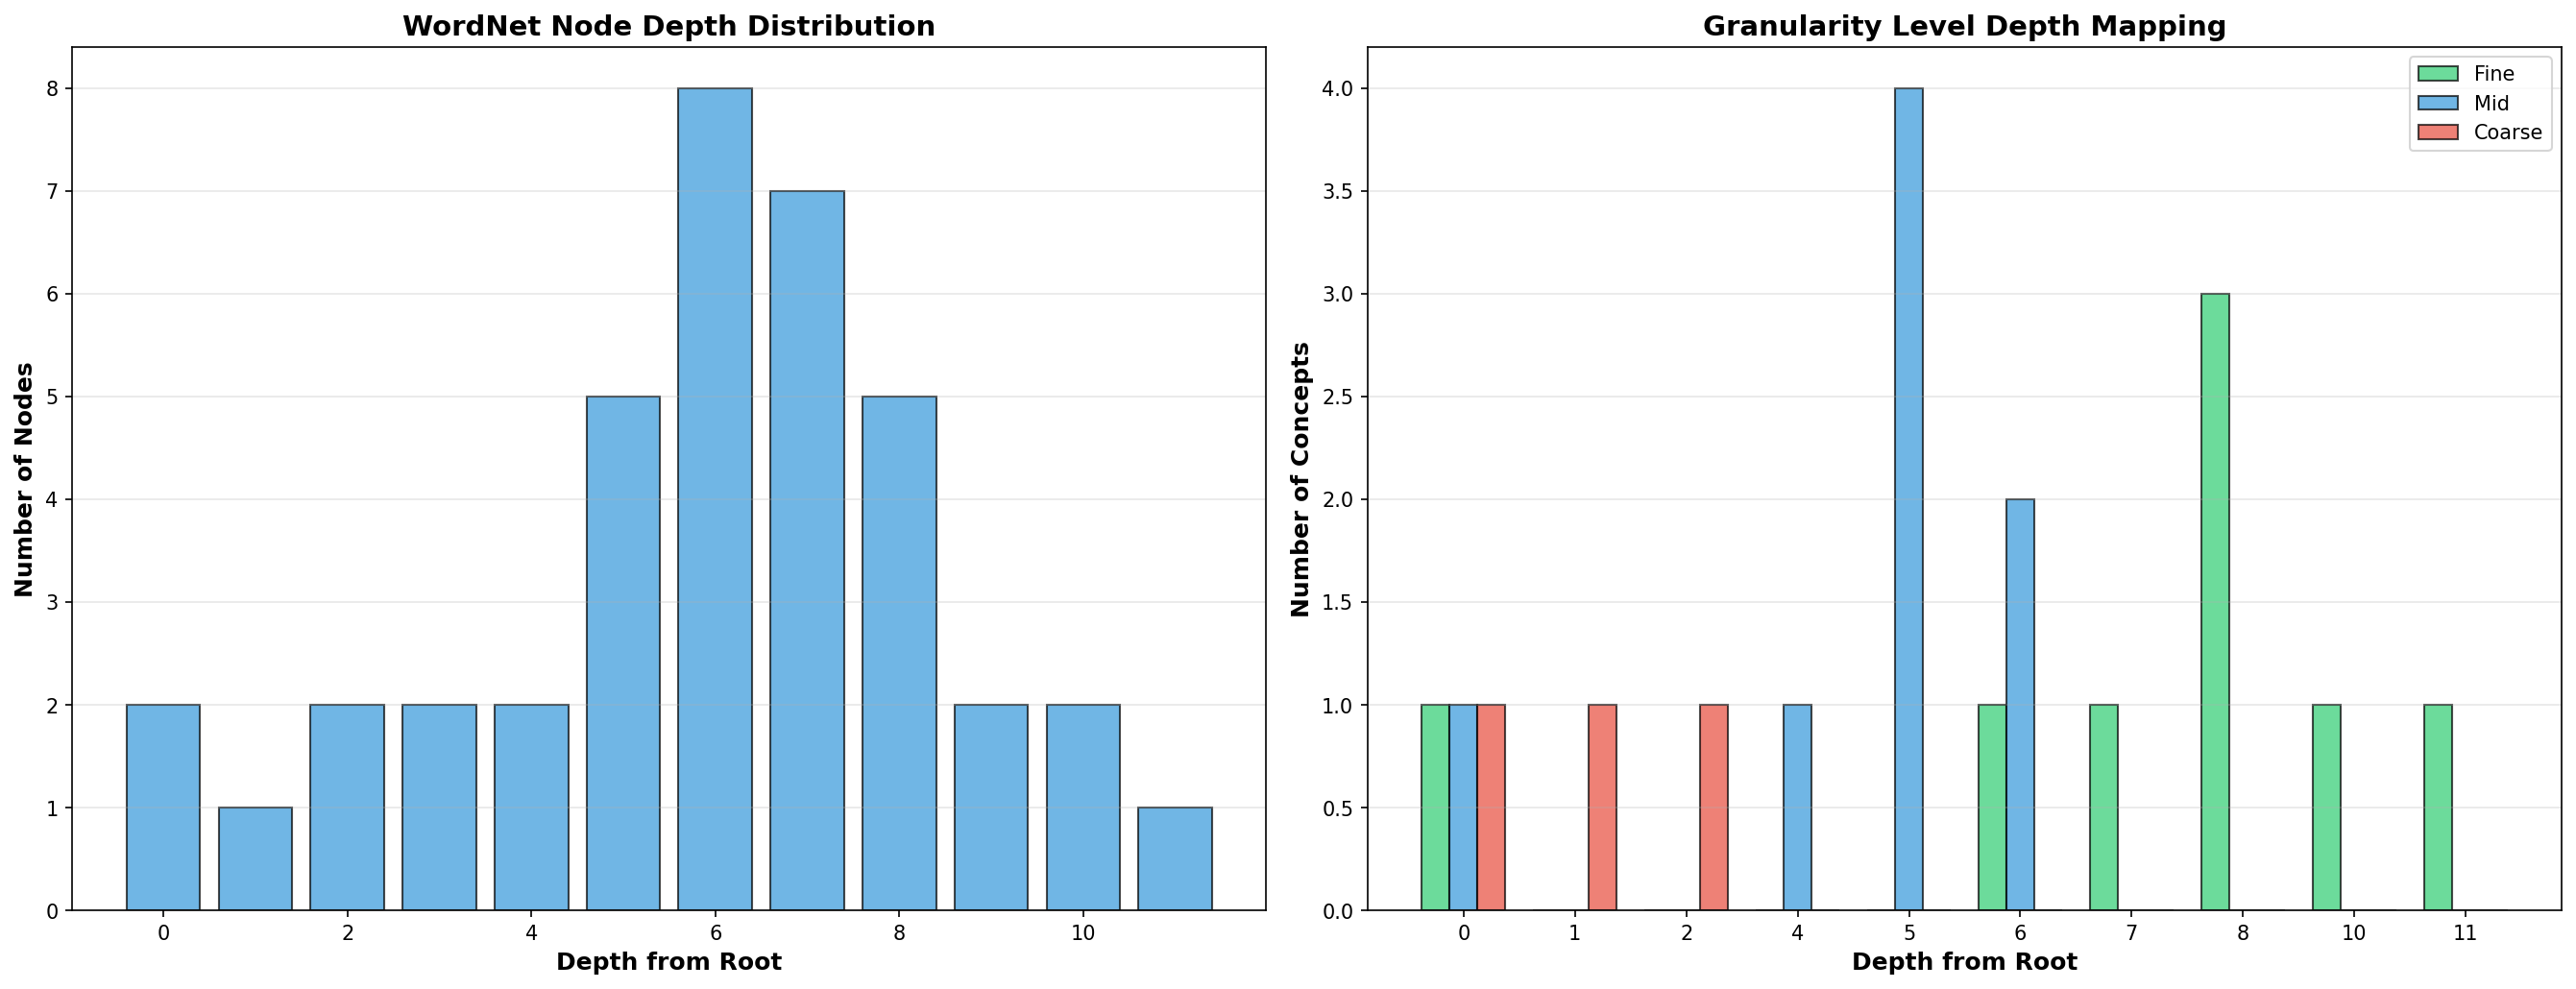 WordNet Node Depth Distribution
Number of Nodes
8
7
6
5
4
3
2
1
0
0 2 4 6 8 10
Depth from Root
Granularity Level Depth Mapping
Number of Concepts
4.0
3.5
3.0
2.5
2.0
1.5
1.0
0.5
0.0
0 1 2 4 5 6 7 8 10 11
Depth from Root
Fine
Mid
Coarse